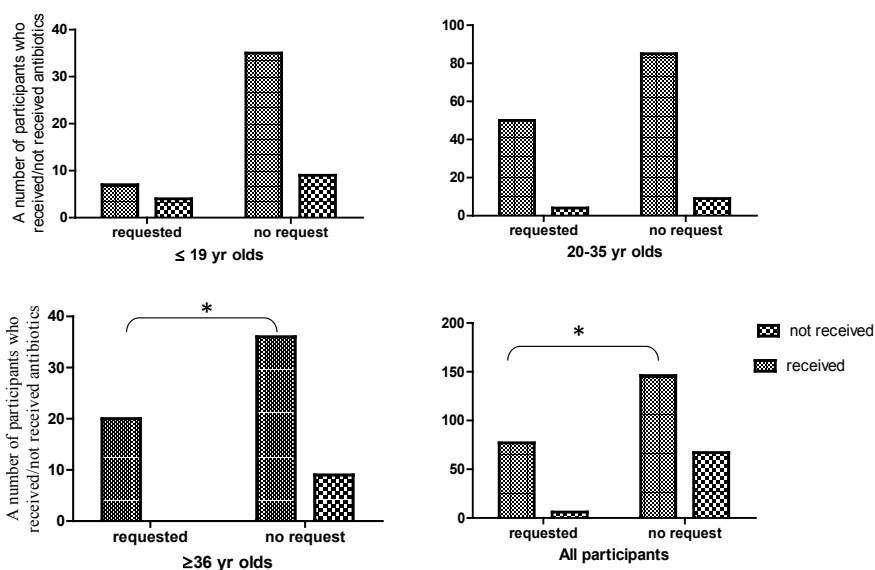 A number of participants who
received/not received antibiotics
40
30
20
10
0
requested
no request
≤ 19 yr olds
100
80
60
40
20
0
requested
no request
20-35 yr olds
A number of participants who
received/not received antibiotics
40
30
20
10
0
*
requested
no request
≥36 yr olds
200
150
100
50
0
*
requested
no request
All participants
not received
received